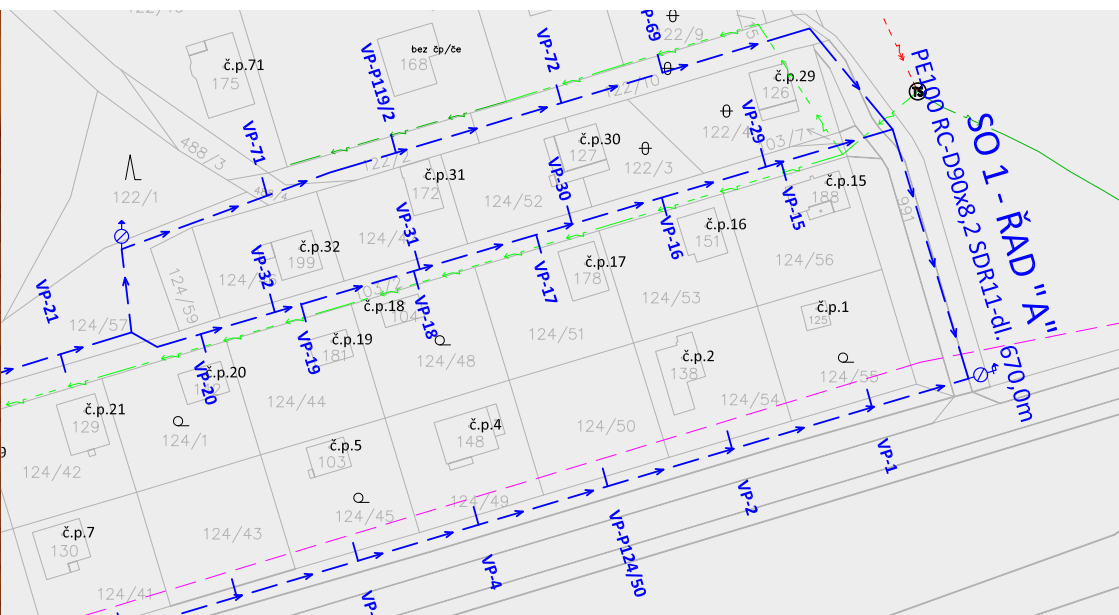 VP-69
22/9
bez čp/če
168
VP-72
č.p.71
175
VP-P119/2
22/10
č.p.29
126
TS
PE100 RC-D90x8,2 SDR11-dl. 670,0m
SO 1 - ŘAD "A"
VP-71
488/3
122/2
č.p.30
127
122/3
VP-29
122/4
03/7
122/1
č.p.31
172
VP-30
124/52
č.p.15
188
VP-15
991
VP-31
č.p.32
199
VP-32
č.p.16
151
VP-16
124/56
124/59
č.p.17
178
VP-17
124/53
VP-21
124/57
č.p.18
104
VP-18
č.p.1
125
č.p.19
181
VP-19
124/51
124/48
č.p.20
VP-20
č.p.2
138
124/55
124/44
124/54
č.p.21
129
124/1
č.p.4
148
124/50
č.p.5
103
VP-1
124/42
124/49
124/45
VP-2
č.p.7
130
124/43
VP-P124/50
VP-4
124/41